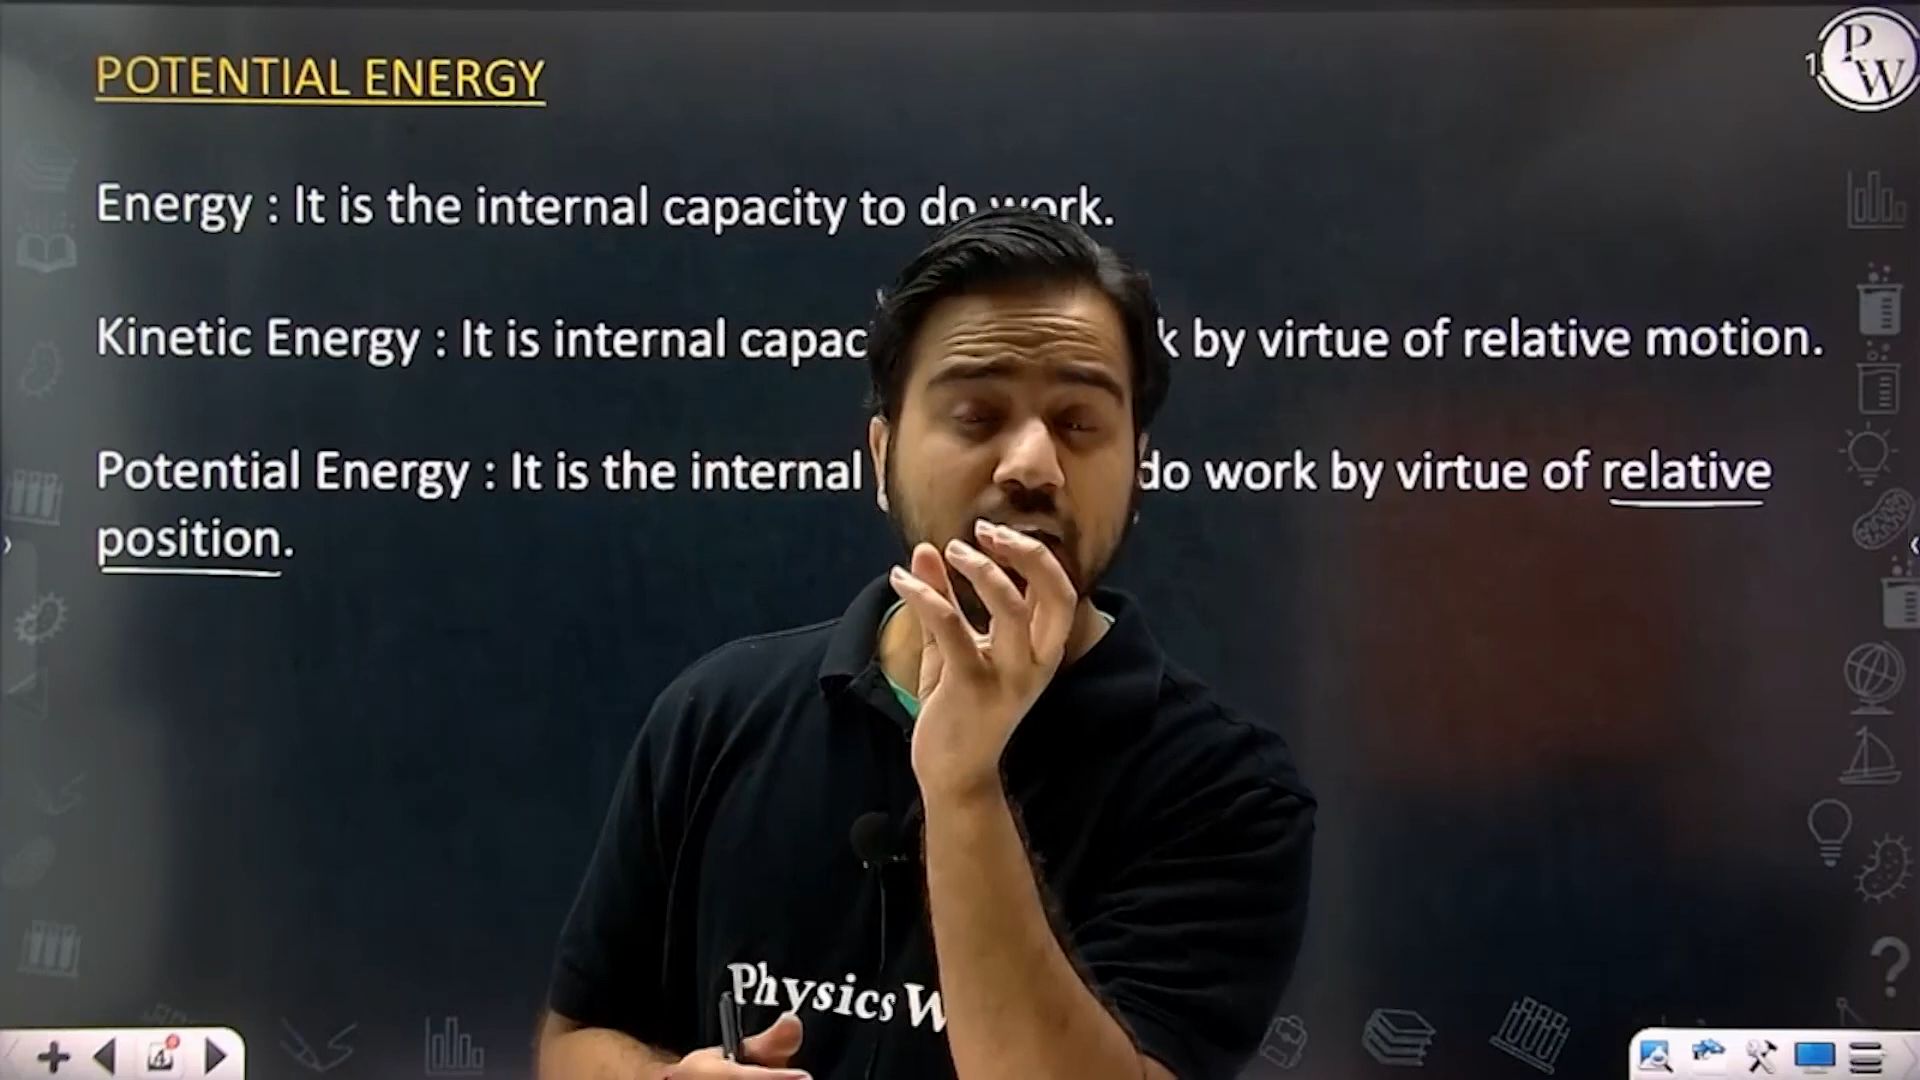 POTENTIAL ENERGY
P
W
Energy : It is the internal capacity to do work.
Kinetic Energy : It is internal capac k by virtue of relative motion.
Potential Energy : It is the internal do work by virtue of relative
position.
Physics W
4